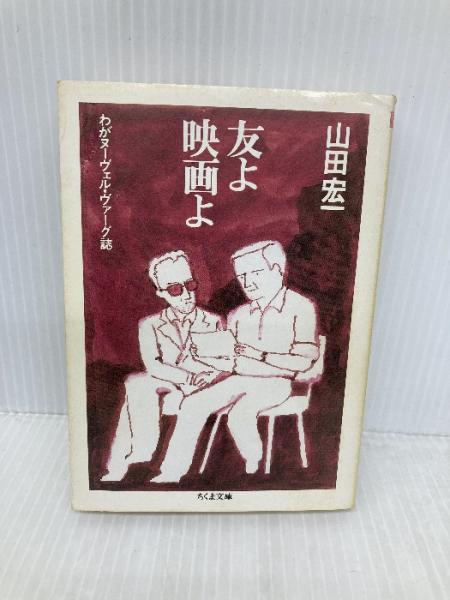 山田宏一
友よ
映画よ
わがヌーヴェル・ヴァーグ誌
ちくま文庫